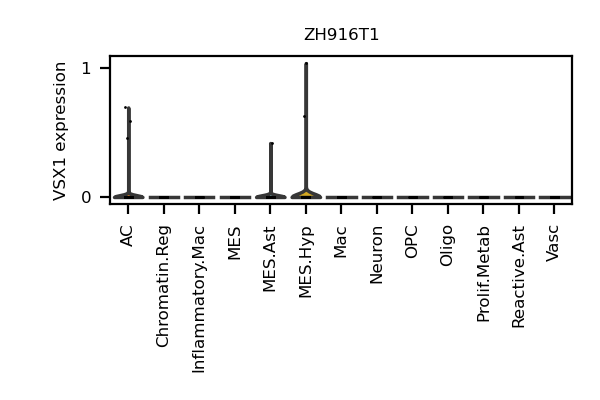 ZH916T1
VSX1 expression
1
0
AC
Chromatin.Reg
Inflammatory.Mac
MES
MES.Ast
MES.Hyp
Mac
Neuron
OPC
Oligo
Prolif.Metab
Reactive.Ast
Vasc